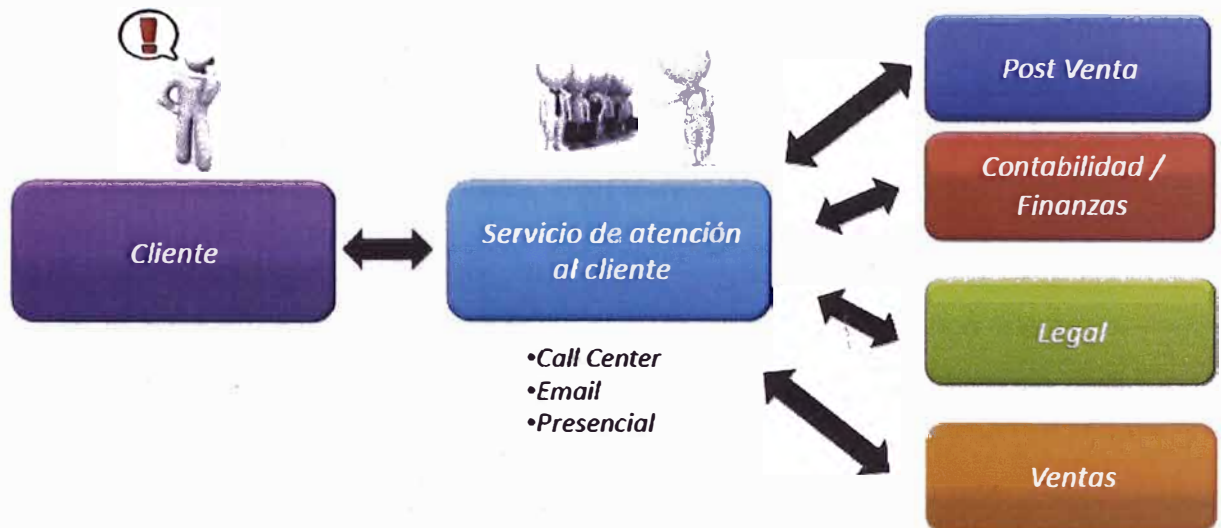 Cliente
Servicio de atención
al cliente
•Call Center
•Email
•Presencial
Post Venta
Contabilidad /
Finanzas
Legal
Ventas